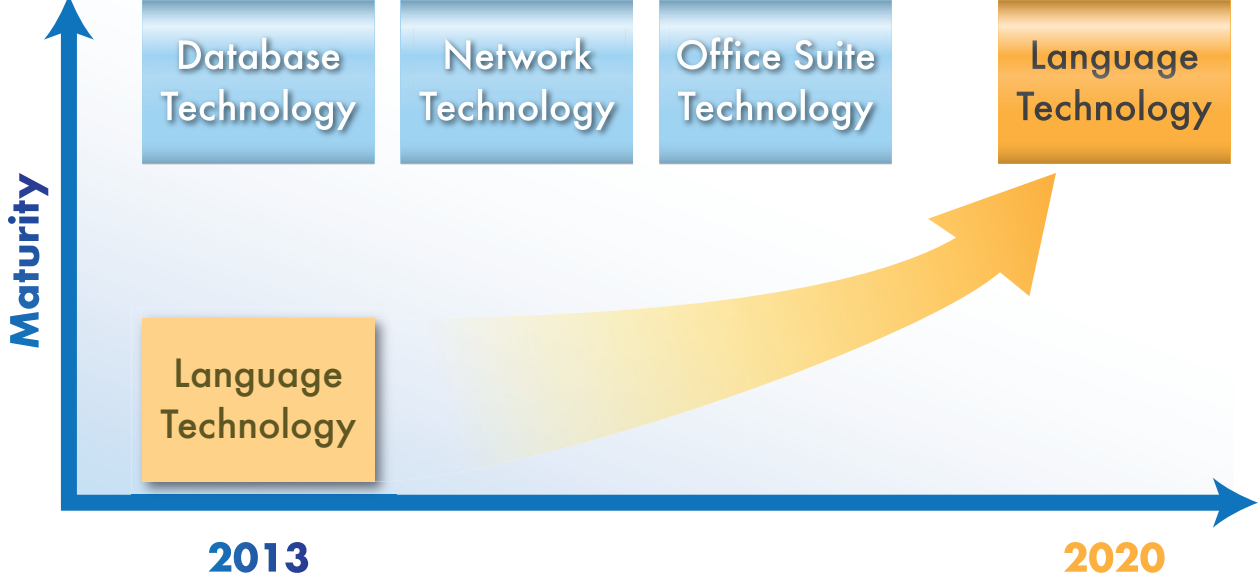 Database
Technology
Network
Technology
Office Suite
Technology
Language
Technology
Maturity
Language
Technology
2013
2020